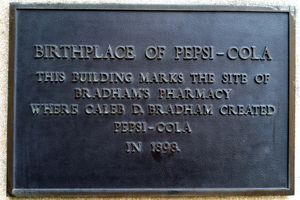 BIRTHPLACE OF PEPSI-COLA
THIS BUILDING MARKS THE SITE OF
BRADHAM'S PHARMACY
WHERE CALEB D. BRADHAM CREATED
PEPSI-COLA
IN 1898.